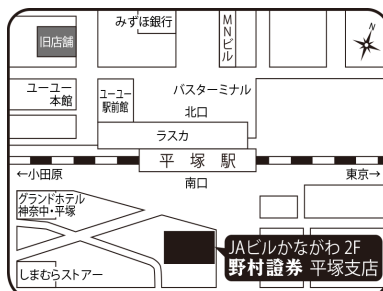 みずほ銀行
MNビル
N
旧店舗
ユーユー
本館
ユーユー
駅前館
バスターミナル
北口
ラスカ
平塚駅
←小田原
東京→
南口
グランドホテル
神奈中・平塚
JAビルかながわ 2F
野村證券 平塚支店
しまむらストアー